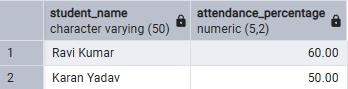 student_name attendance_percentage
character varying (50) numeric (5,2)
1 Ravi Kumar 60.00
2 Karan Yadav 50.00